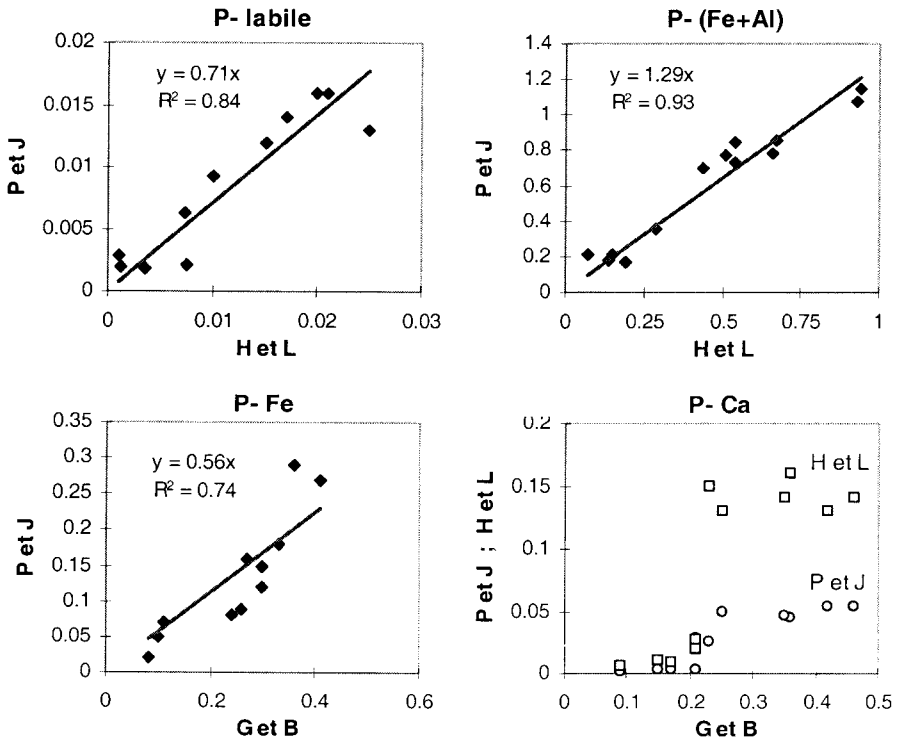 P- labile
0.02
0.015
0.01
0.005
0
P et J
y = 0.71x
R² = 0.84
0 0.01 0.02 0.03
H et L
P- (Fe+Al)
1.4
1.2
1.0
0.8
0.6
0.4
0.2
0
P et J
y = 1.29x
R² = 0.93
0 0.25 0.50 0.75 1
H et L
P- Fe
0.35
0.3
0.25
0.2
0.15
0.1
0.05
0
P et J
y = 0.56x
R² = 0.74
0 0.2 0.4 0.6
G et B
P- Ca
0.2
0.15
0.1
0.05
0
P et J ; H et L
H et L
P et J
0 0.1 0.2 0.3 0.4 0.5
G et B